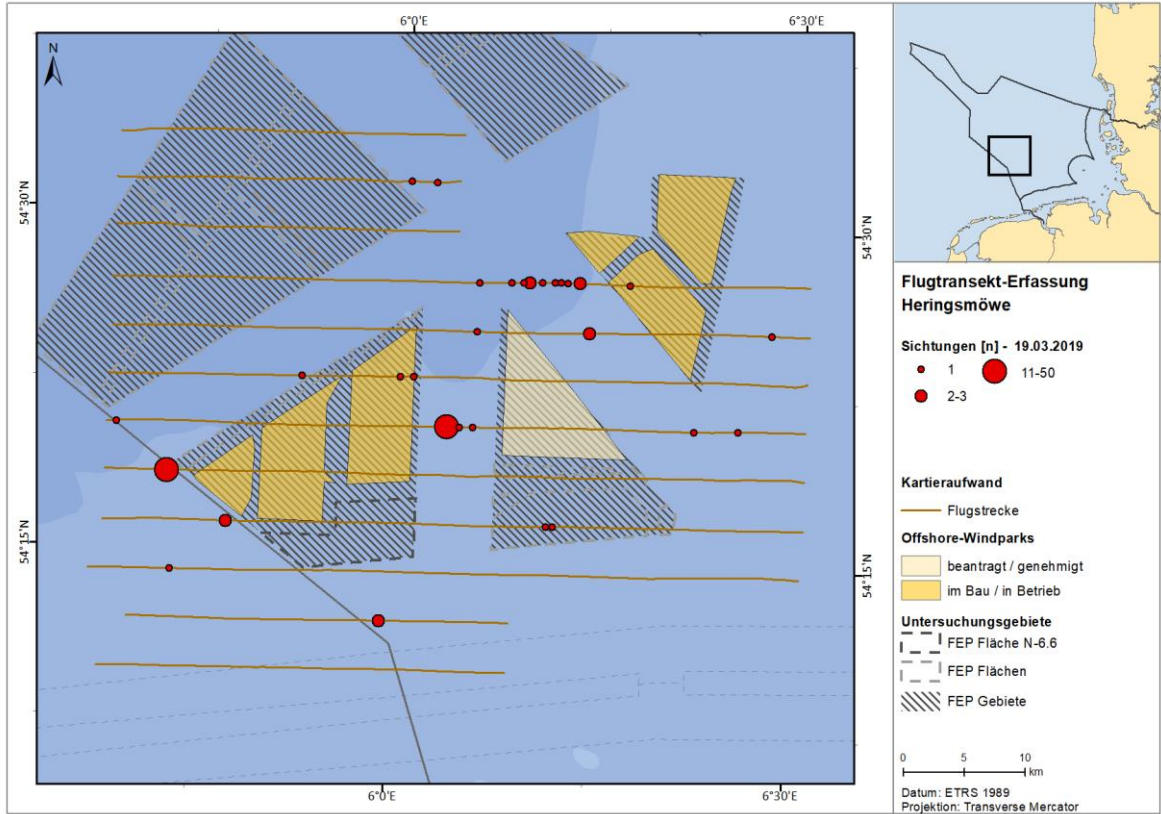 6°0'E
6°30'E
N
54°30'N
54°30'N
54°15'N
54°15'N
6°0'E
6°30'E
Flugtransekt-Erfassung
Heringsmöwe
Sichtungen [n] - 19.03.2019
1
11-50
2-3
Kartieraufwand
Flugstrecke
Offshore-Windparks
beantragt / genehmigt
im Bau / in Betrieb
Untersuchungsgebiete
FEP Fläche N-6.6
FEP Flächen
FEP Gebiete
0 5 10
km
Datum: ETRS 1989
Projektion: Transverse Mercator